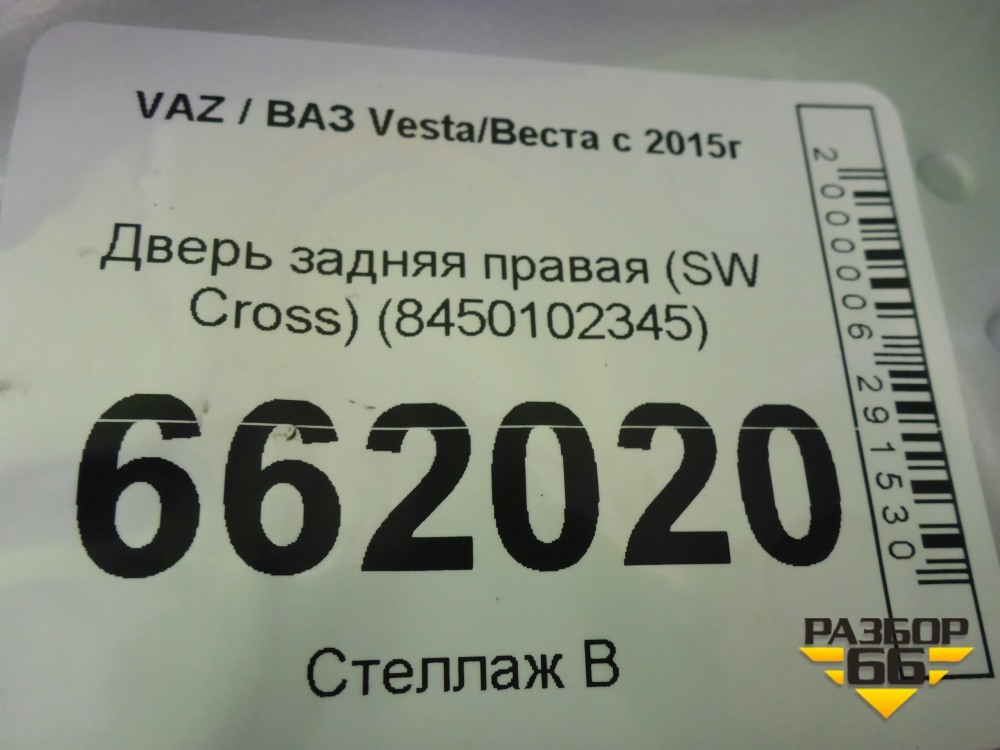 VAZ / ВАЗ Vesta/Веста с 2015г
Дверь задняя правая (SW
Cross) (8450102345)
662020
Стеллаж В
2000006291530
РАЗБОР
66